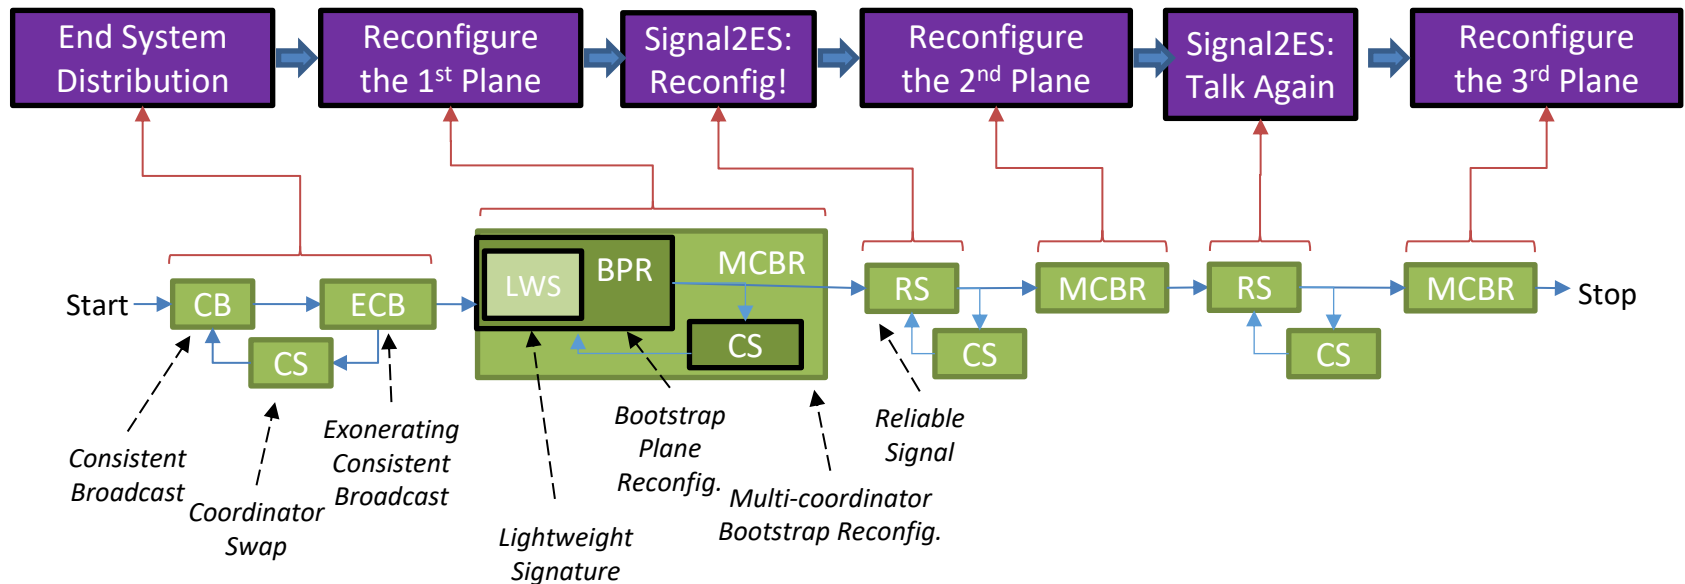 End System
Distribution
Reconfigure
the 1st Plane
Signal2ES:
Reconfig!
Reconfigure
the 2nd Plane
Signal2ES:
Talk Again
Reconfigure
the 3rd Plane
Start
CB
ECB
CS
LWS
BPR
MCBR
CS
RS
CS
MCBR
RS
CS
MCBR
Stop
Consistent
Broadcast
Coordinator
Swap
Exonerating
Consistent
Broadcast
Lightweight
Signature
Bootstrap
Plane
Reconfig.
Multi-coordinator
Bootstrap Reconfig.
Reliable
Signal